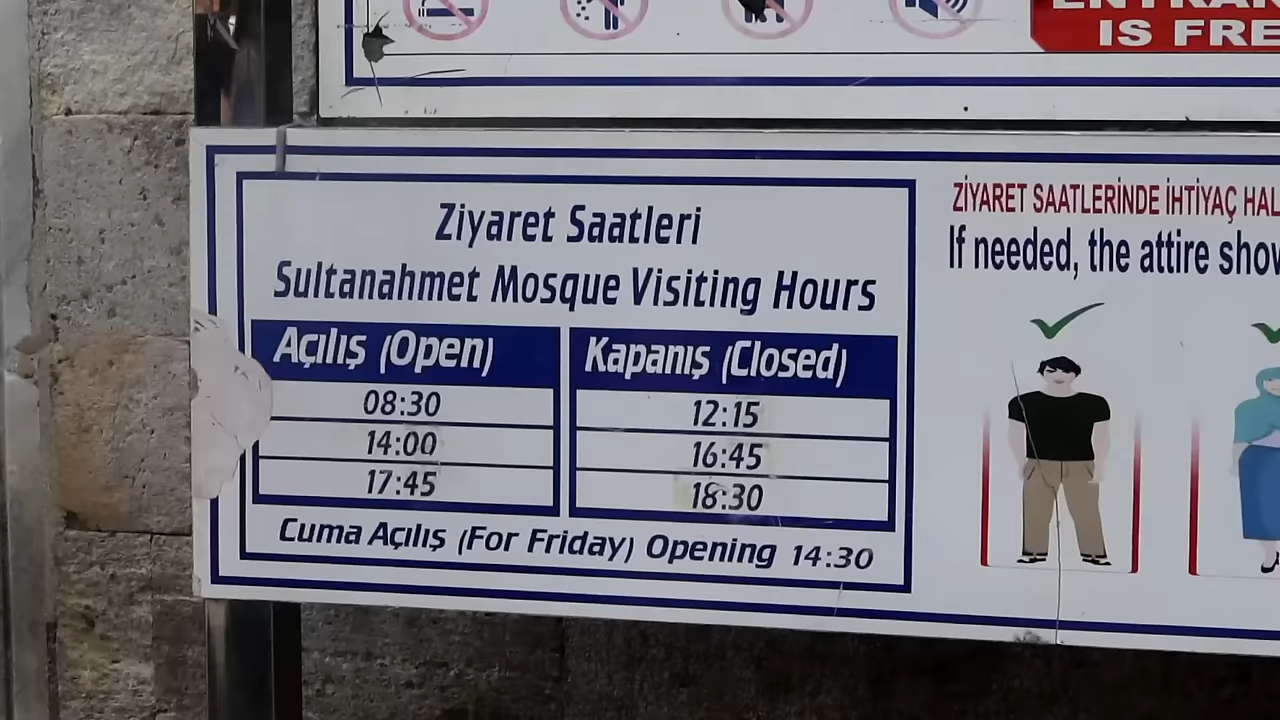 IS FRE
Ziyaret Saatleri
Sultanahmet Mosque Visiting Hours
Açılış (Open) Kapanış (Closed)
08:30 12:15
14:00 16:45
17:45 18:30
Cuma Açılış (For Friday) Opening 14:30
ZİYARET SAATLERİNDE İHTİYAÇ HAL
If needed, the attire show